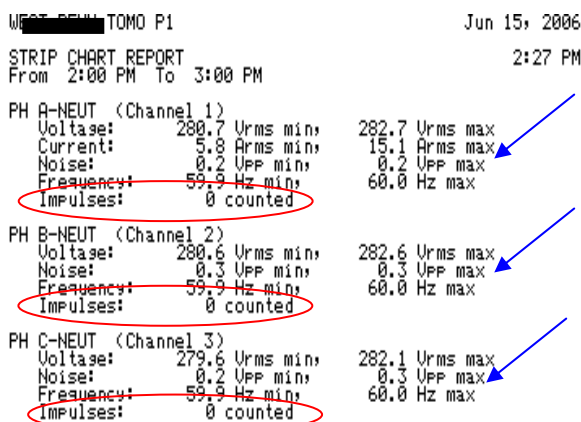 TOMO P1 Jun 15, 2006
STRIP CHART REPORT 2:27 PM
From 2:00 PM To 3:00 PM
PH A-NEUT (Channel 1)
Voltage: 280.7 Vrms min, 282.7 Vrms max
Current: 5.8 Arms min, 15.1 Arms max
Noise: 0.2 Vpp min, 0.2 Vpp max
Frequency: 59.9 Hz min, 60.0 Hz max
Impulses: 0 counted
PH B-NEUT (Channel 2)
Voltage: 280.6 Vrms min, 282.6 Vrms max
Noise: 0.3 Vpp min, 0.3 Vpp max
Frequency: 59.9 Hz min, 60.0 Hz max
Impulses: 0 counted
PH C-NEUT (Channel 3)
Voltage: 279.6 Vrms min, 282.1 Vrms max
Noise: 0.2 Vpp min, 0.3 Vpp max
Frequency: 59.9 Hz min, 60.0 Hz max
Impulses: 0 counted